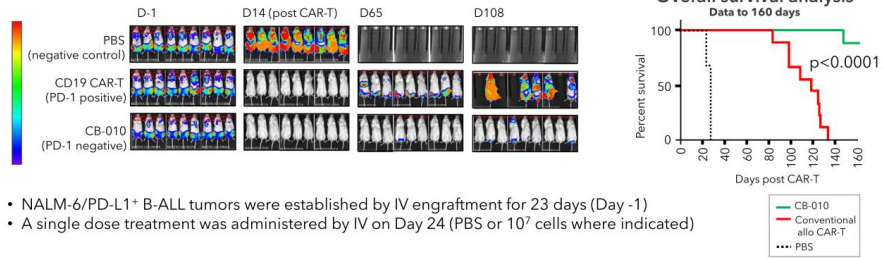 Overall survival analysis
Data to 160 days
D-1
D14 (post CAR-T)
D65
D108
PBS
(negative control)
CD19 CAR-T
(PD-1 positive)
CB-010
(PD-1 negative)
100
50
0
Percent survival
p<0.0001
0 20 40 60 80 100 120 140 160
Days post CAR-T
• NALM-6/PD-L1⁺ B-ALL tumors were established by IV engraftment for 23 days (Day -1)
• A single dose treatment was administered by IV on Day 24 (PBS or 10⁷ cells where indicated)
CB-010
Conventional
allo CAR-T
PBS